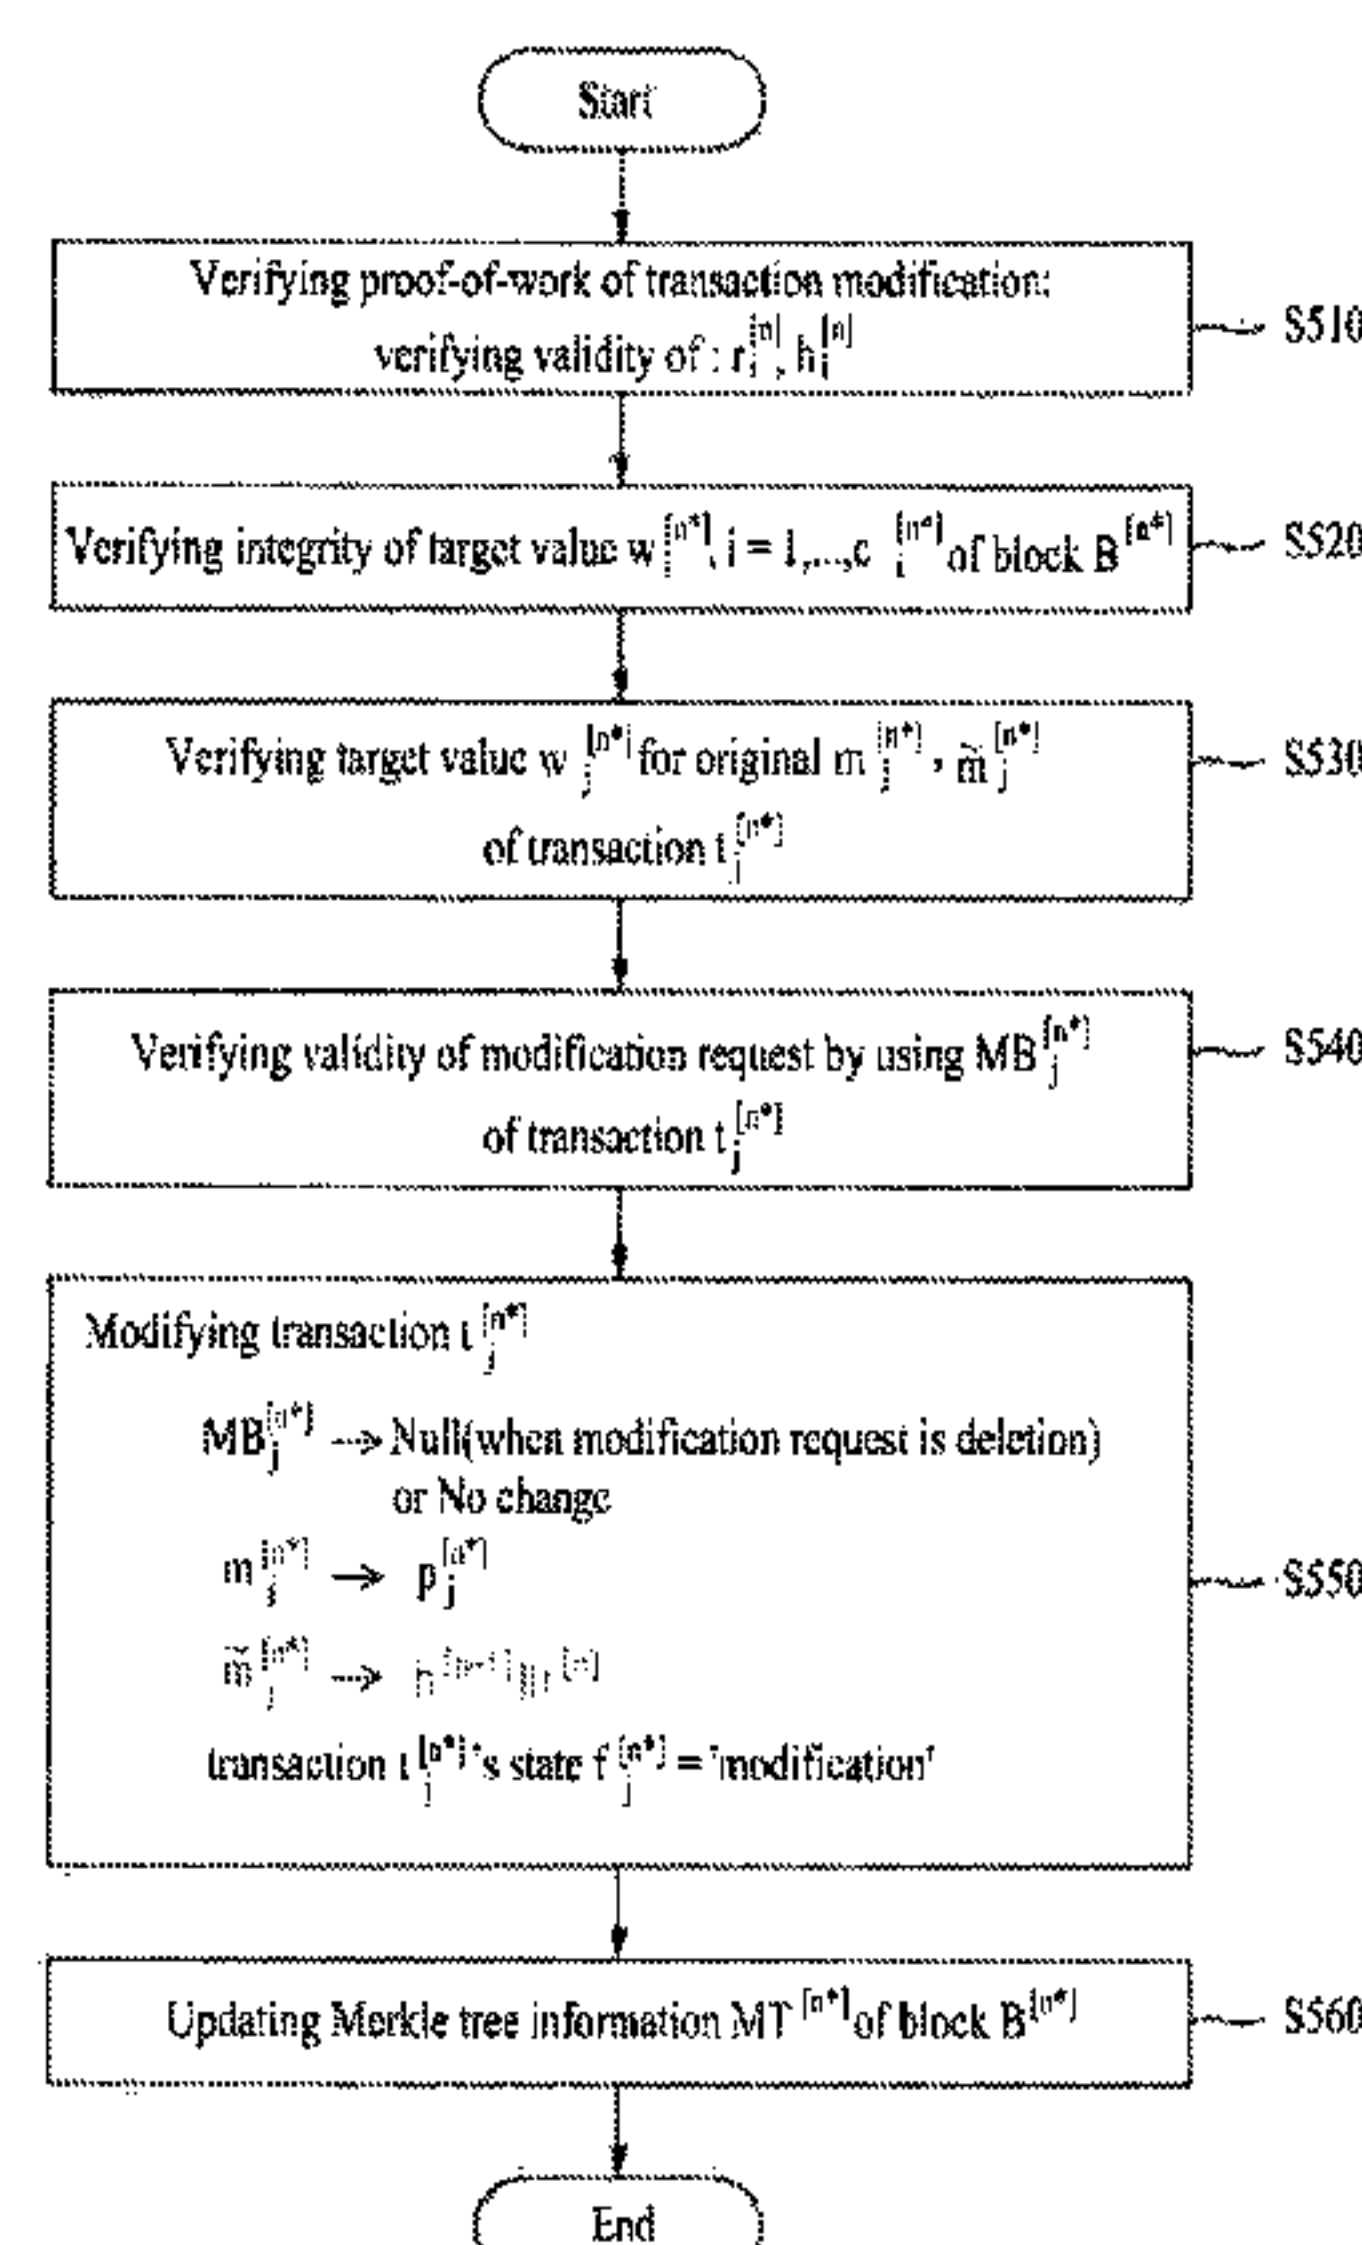 Start
Verifying proof-of-work of transaction modification:
verifying validity of : r_i^[n], h_i^[n]
S510
Verifying integrity of target value w_i^[n*], i = 1,...,c_i^[n*] of block B^[n*]
S520
Verifying target value w_j^[n*] for original m_j^[n*], m̃_j^[n*]
of transaction t_j^[n*]
S530
Verifying validity of modification request by using MB_j^[n*]
of transaction t_j^[n*]
S540
Modifying transaction t_j^[n*]
MB_j^[n*] → Null(when modification request is deletion)
or No change
m_j^[n*] → p_j^[n*]
m̃_j^[n*] →
transaction t_j^[n*]'s state f_j^[n*] = 'modification'
S550
Updating Merkle tree information MT^[n*] of block B^[n*]
S560
End